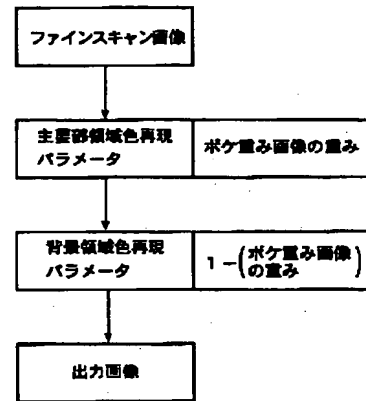 ファインスキャン画像
主要部領域色再現
パラメータ
ボケ重み画像の重み
背景領域色再現
パラメータ
1－(ボケ重み画像
の重み)
出力画像